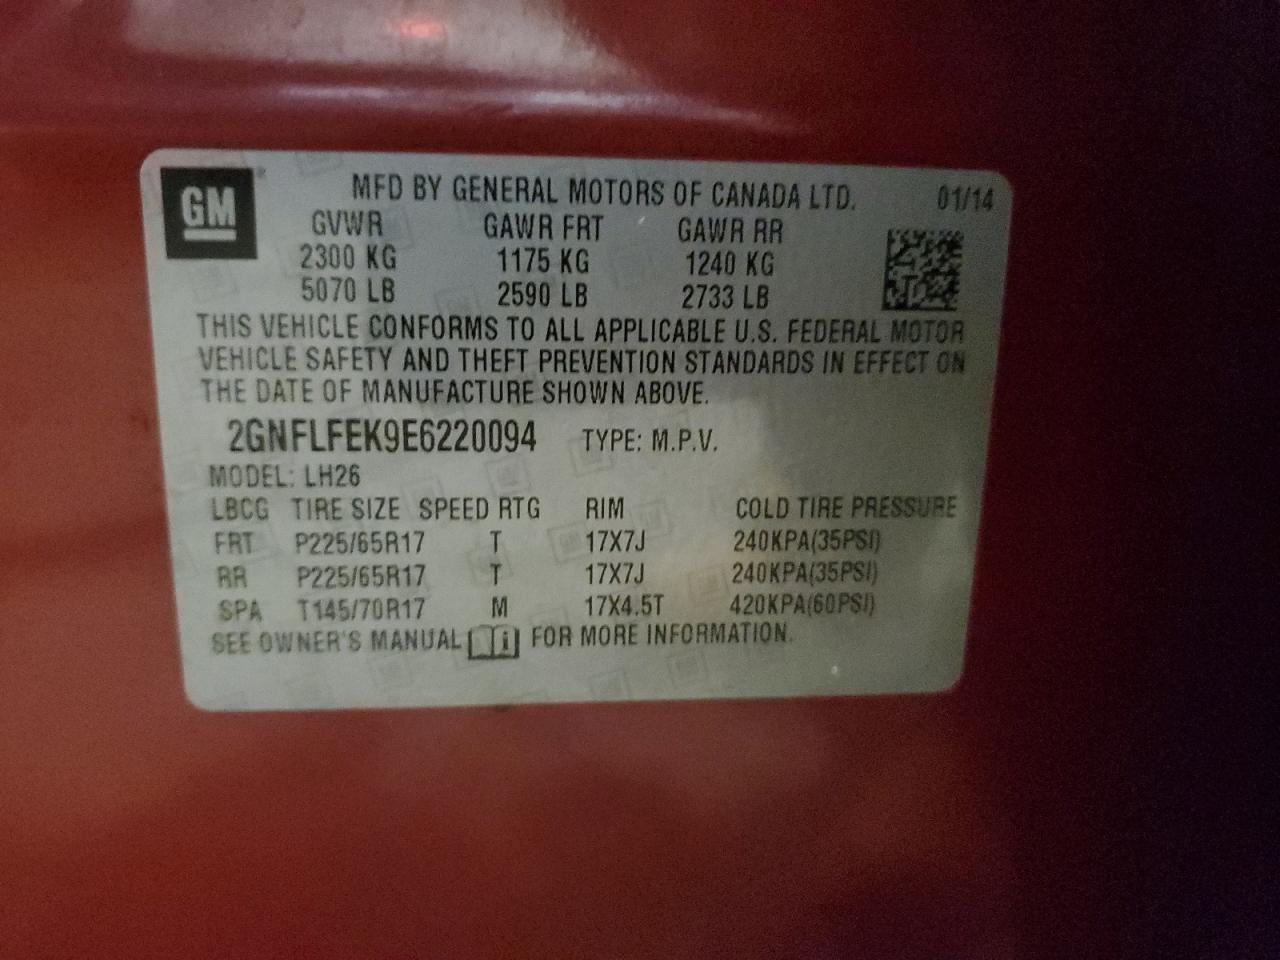 GM MFD BY GENERAL MOTORS OF CANADA LTD. 01/14
GVWR GAWR FRT GAWR RR
2300 KG 1175 KG 1240 KG
5070 LB 2590 LB 2733 LB
THIS VEHICLE CONFORMS TO ALL APPLICABLE U.S. FEDERAL MOTOR
VEHICLE SAFETY AND THEFT PREVENTION STANDARDS IN EFFECT ON
THE DATE OF MANUFACTURE SHOWN ABOVE.
2GNFLFEK9E6220094 TYPE: M.P.V.
MODEL: LH26
LBCG TIRE SIZE SPEED RTG RIM COLD TIRE PRESSURE
FRT P225/65R17 T 17X7J 240KPA(35PSI)
RR P225/65R17 T 17X7J 240KPA(35PSI)
SPA T145/70R17 M 17X4.5T 420KPA(60PSI)
SEE OWNER'S MANUAL i FOR MORE INFORMATION.